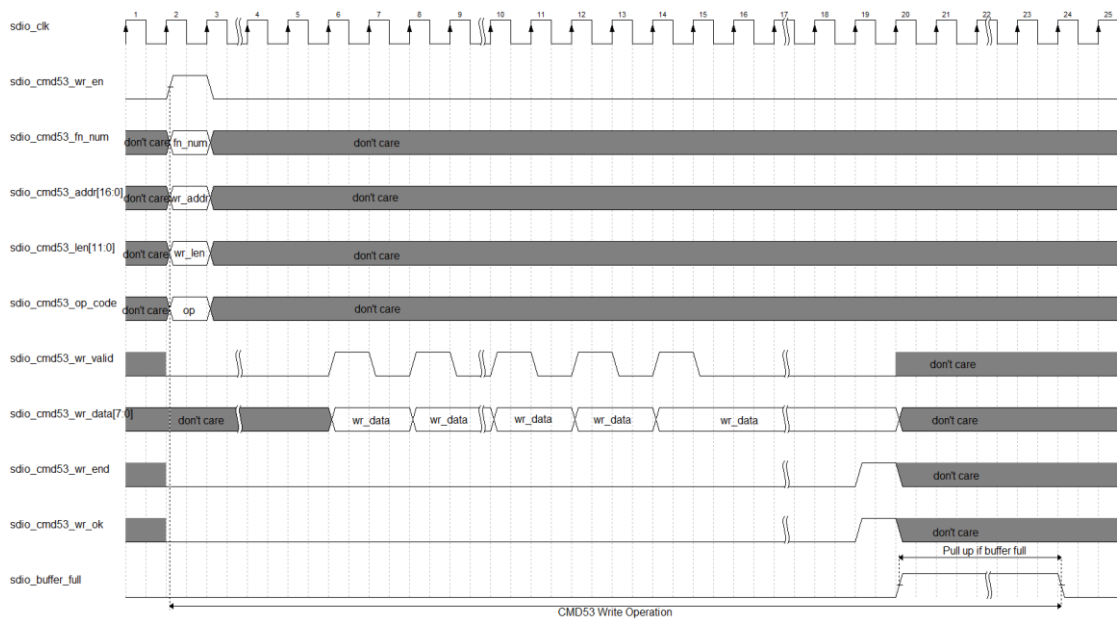 1 2 3 4 5 6 7 8 9 10 11 12 13 14 15 16 17 18 19 20 21 22 23 24 25
sdio_clk
sdio_cmd53_wr_en
sdio_cmd53_fn_num don't care fn_num don't care
sdio_cmd53_addr[16:0] don't care wr_addr don't care
sdio_cmd53_len[11:0] don't care wr_len don't care
sdio_cmd53_op_code don't care op don't care
sdio_cmd53_wr_valid don't care
sdio_cmd53_wr_data[7:0] don't care wr_data wr_data wr_data wr_data wr_data don't care
sdio_cmd53_wr_end don't care
sdio_cmd53_wr_ok don't care
Pull up if buffer full
sdio_buffer_full
CMD53 Write Operation